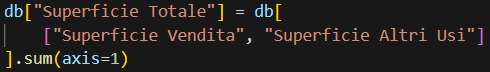 db["Superficie Totale"] = db[
    ["Superficie Vendita", "Superficie Altri Usi"]
].sum(axis=1)